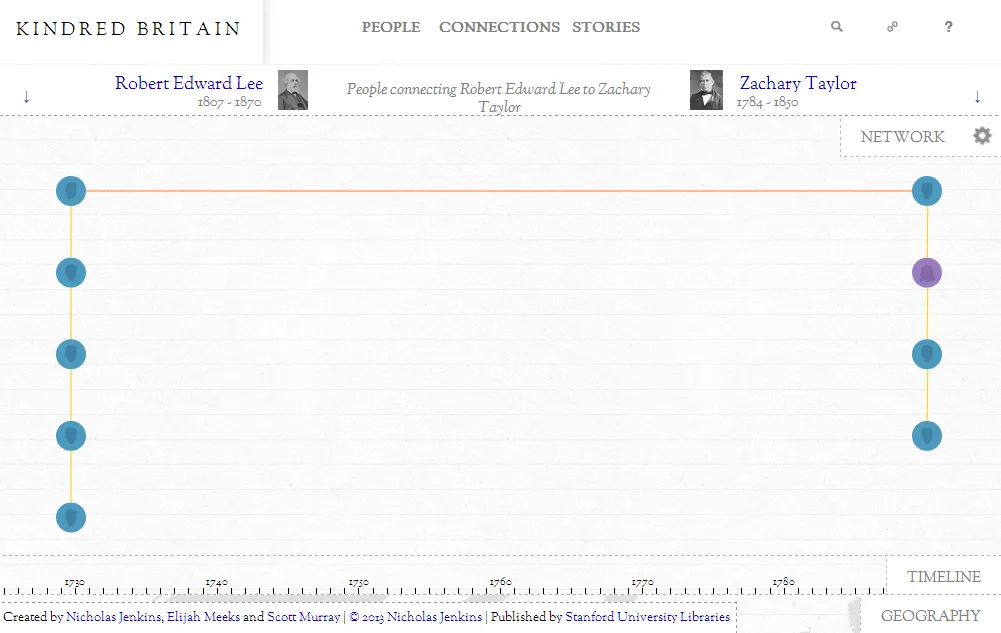 KINDRED BRITAIN
PEOPLE CONNECTIONS STORIES ?
↓ Robert Edward Lee
1807 - 1870
People connecting Robert Edward Lee to Zachary
Taylor
Zachary Taylor ↓
1784 - 1850
NETWORK
1730 1740 1750 1760 1770 1780
TIMELINE
Created by Nicholas Jenkins, Elijah Meeks and Scott Murray | © 2013 Nicholas Jenkins | Published by Stanford University Libraries
GEOGRAPHY